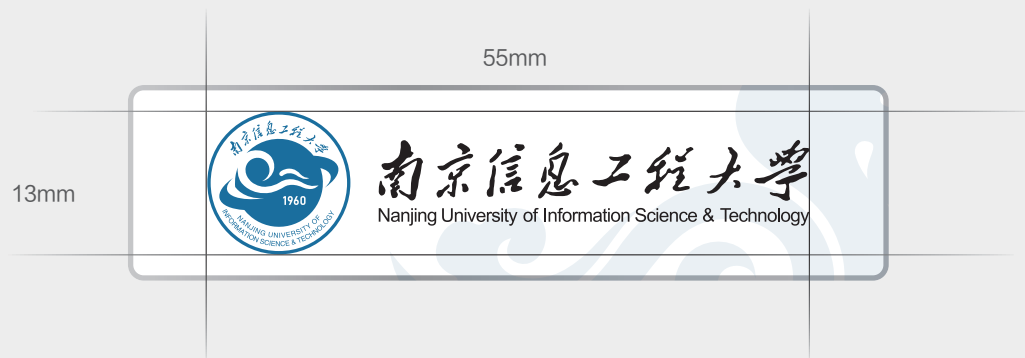 55mm
13mm
南京信息工程大学
1960
NANJING UNIVERSITY OF
INFORMATION SCIENCE & TECHNOLOGY
南京信息工程大學
Nanjing University of Information Science & Technology